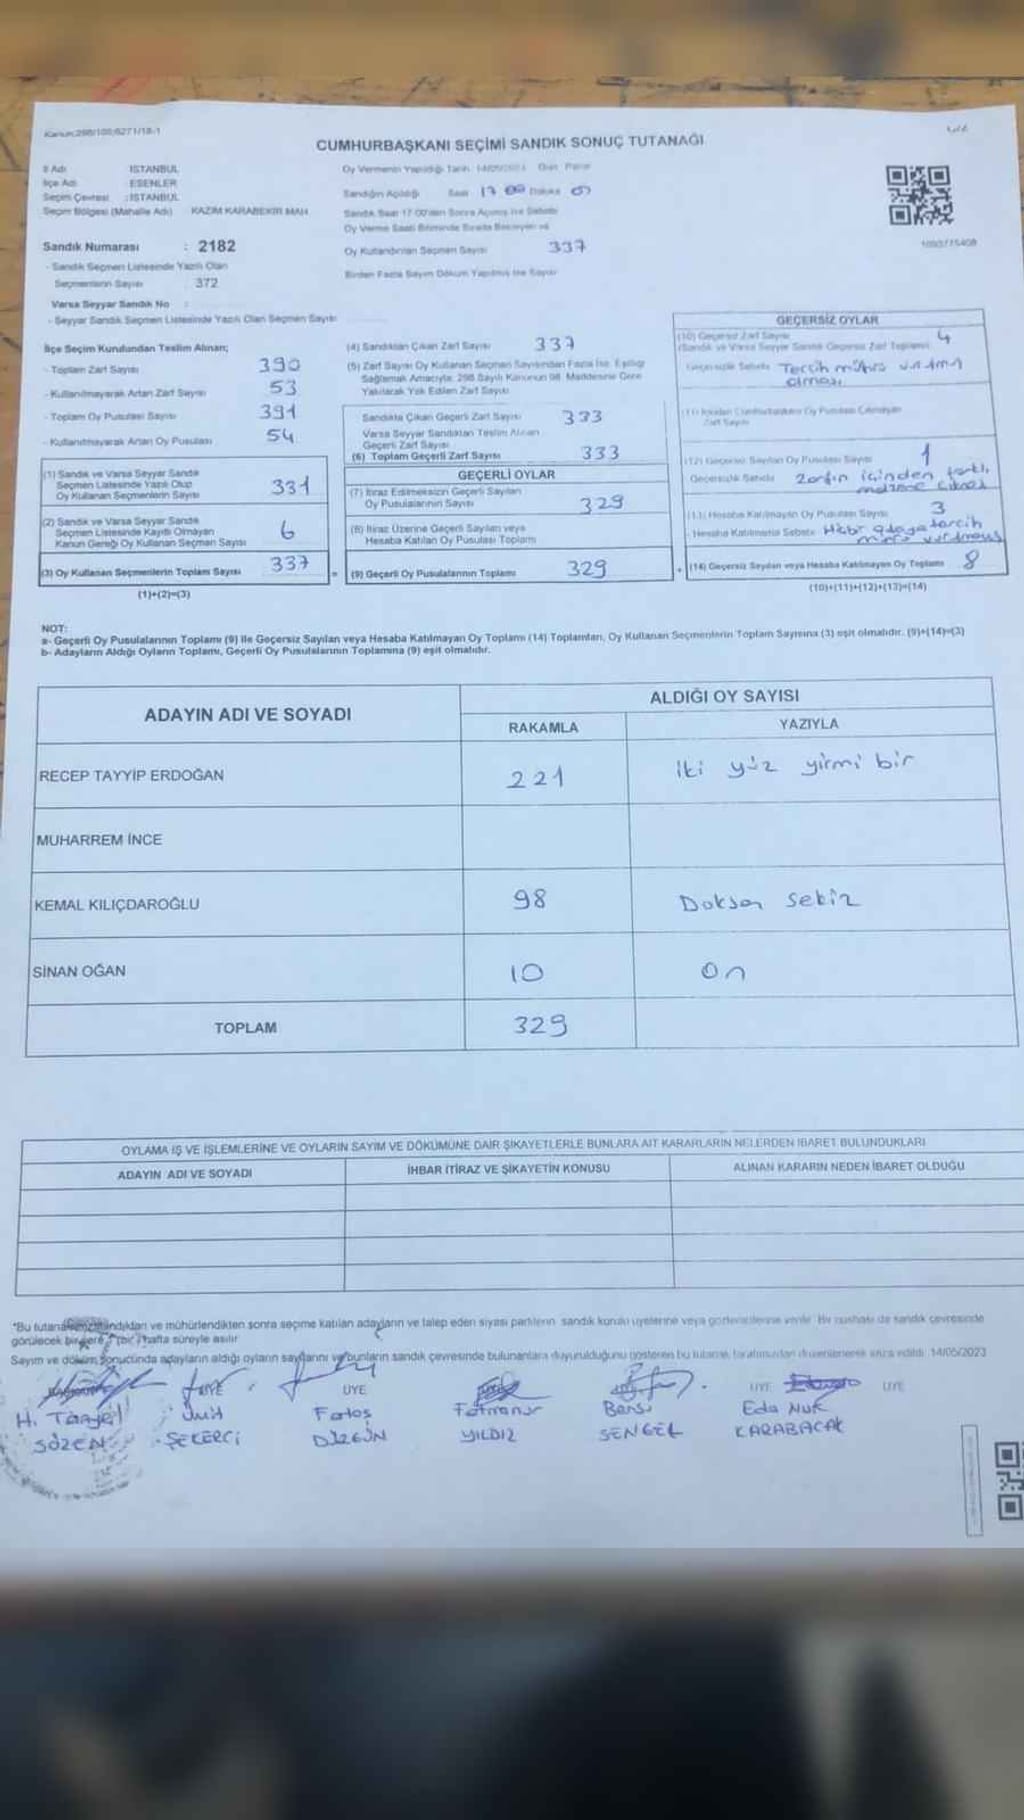 Kanun:298/105;6271/18-1
CUMHURBAŞKANI SEÇİMİ SANDIK SONUÇ TUTANAĞI
İl Adı : İSTANBUL
İlçe Adı : ESENLER
Seçim Çevresi : İSTANBUL
Seçim Bölgesi (Mahalle Adı) KAZIM KARABEKİR MAH
Sandık Numarası : 2182
- Sandık Seçmen Listesinde Yazılı Olan
Seçmenlerin Sayısı 372
Varsa Seyyar Sandık No :
- Seyyar Sandık Seçmen Listesinde Yazılı Olan Seçmen Sayısı
Oy Vermenin Yapıldığı Tarih 14/05/2023 Gün Pazar
Sandığın Açıldığı Saat 17 00 Dakika
Sandık Saat 17:00'dan Sonra Açılmış İse Sebebi
Oy Verme Saati Bitiminde Sırada Bekleyen ve
Oy Kullandırılan Seçmen Sayısı 337
Birden Fazla Sayım Döküm Yapılmış İse Sayısı
1093775408
İlçe Seçim Kurulundan Teslim Alınan;
- Toplam Zarf Sayısı 390
- Kullanılmayarak Artan Zarf Sayısı 53
- Toplam Oy Pusulası Sayısı 391
- Kullanılmayarak Artan Oy Pusulası 54
(1) Sandık ve Varsa Seyyar Sandık
Seçmen Listesinde Yazılı Olup
Oy Kullanan Seçmenlerin Sayısı 331
(2) Sandık ve Varsa Seyyar Sandık
Seçmen Listesinde Kayıtlı Olmayan
Kanun Gereği Oy Kullanan Seçmen Sayısı 6
(3) Oy Kullanan Seçmenlerin Toplam Sayısı 337
(1)+(2)=(3)
(4) Sandıktan Çıkan Zarf Sayısı 337
(5) Zarf Sayısı Oy Kullanan Seçmen Sayısından Fazla İse, Eşitliği
Sağlamak Amacıyla, 298 Sayılı Kanunun 98. Maddesine Göre
Yakılarak Yok Edilen Zarf Sayısı
Sandıkta Çıkan Geçerli Zarf Sayısı 333
Varsa Seyyar Sandıktan Teslim Alınan
Geçerli Zarf Sayısı
(6) Toplam Geçerli Zarf Sayısı 333
GEÇERLİ OYLAR
(7) İtiraz Edilmeksizin Geçerli Sayılan
Oy Pusulalarının Sayısı 329
(8) İtiraz Üzerine Geçerli Sayılan veya
Hesaba Katılan Oy Pusulası Toplamı
= (9) Geçerli Oy Pusulalarının Toplamı 329
GEÇERSİZ OYLAR
(10) Geçersiz Zarf Sayısı 4
(Sandık ve Varsa Seyyar Sandık Geçersiz Zarf Toplamı)
Geçersizlik Sebebi Tercih mührü vurulmuş
olması
Zarf Sayısı
(12) Geçersiz Sayılan Oy Pusulası Sayısı 1
Geçersizlik Sebebi Zarfın içinden farklı
malzeme çıkması
(13) Hesaba Katılmayan Oy Pusulası Sayısı 3
Hesaba Katılmama Sebebi Hiçbir adaya tercih
+ (14) Geçersiz Sayılan veya Hesaba Katılmayan Oy Toplamı 8
(10)+(11)+(12)+(13)=(14)
NOT:
a- Geçerli Oy Pusulalarının Toplamı (9) ile Geçersiz Sayılan veya Hesaba Katılmayan Oy Toplamı (14) Toplamları, Oy Kullanan Seçmenlerin Toplam Sayısına (3) eşit olmalıdır. (9)+(14)=(3)
b- Adayların Aldığı Oyların Toplamı, Geçerli Oy Pusulalarının Toplamına (9) eşit olmalıdır.
ADAYIN ADI VE SOYADI
ALDIĞI OY SAYISI
RAKAMLA YAZIYLA
RECEP TAYYİP ERDOĞAN 221 iki yüz yirmi bir
MUHARREM İNCE
KEMAL KILIÇDAROĞLU 98 Doksan sekiz
SİNAN OĞAN 10 On
TOPLAM 329
OYLAMA İŞ VE İŞLEMLERİNE VE OYLARIN SAYIM VE DÖKÜMÜNE DAİR ŞİKAYETLERLE BUNLARA AİT KARARLARIN NELERDEN İBARET BULUNDUKLARI
ADAYIN ADI VE SOYADI İHBAR İTİRAZ VE ŞİKAYETİN KONUSU ALINAN KARARIN NEDEN İBARET OLDUĞU
*Bu tutanak imzalandıktan ve mühürlendikten sonra seçime katılan adayların ve talep eden siyasi partilerin sandık kurulu üyelerine veya gözlemcilerine verilir. Bir nüshası da sandık çevresinde
görülecek bir yere 1 (bir) hafta süreyle asılır.
Sayım ve döküm sonucunda adayların aldığı oyların sayılarını ve bunların sandık çevresinde bulunanlara duyurulduğunu gösteren bu tutanak tarafımızdan düzenlenerek imza edildi. 14/05/2023
ÜYE ÜYE ÜYE ÜYE
SÖZEN
Ümit
ŞEKERCİ
Fatoş
DÜZGÜN
Fatmanur
YILDIZ
SENGEL
Eda Nur
KARABACAK